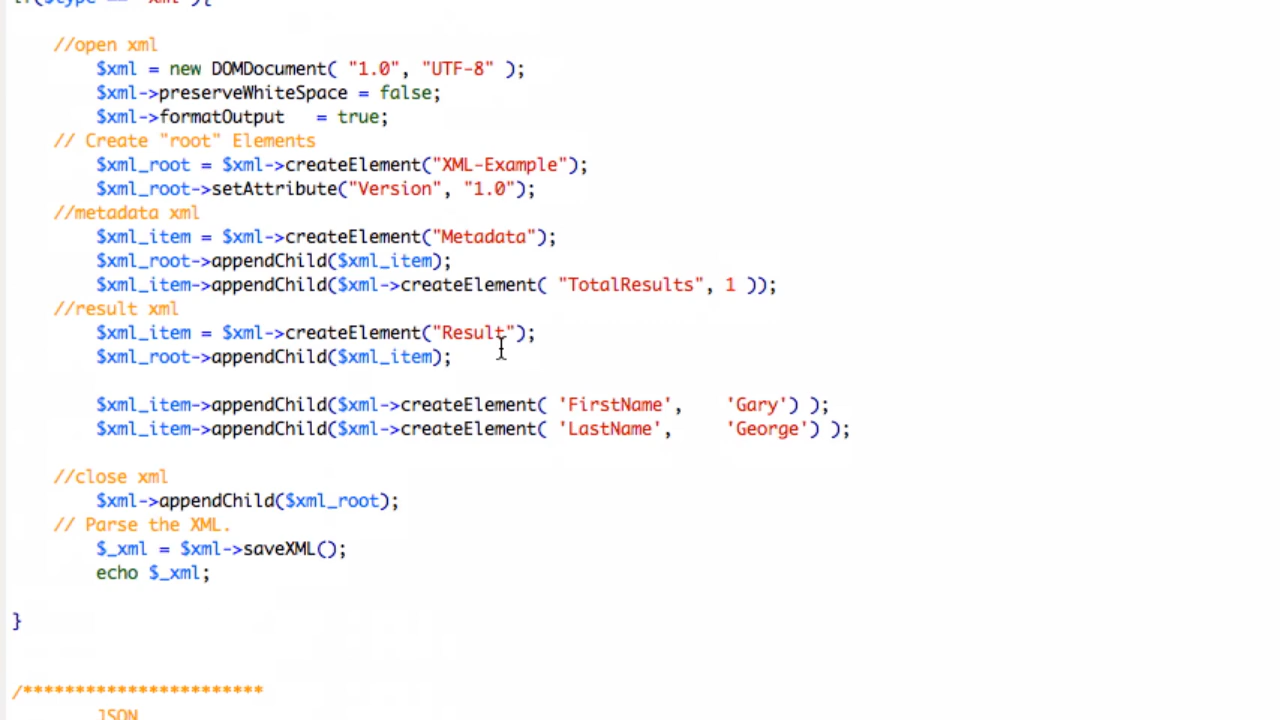 if($type == "xml"){
//open xml
$xml = new DOMDocument( "1.0", "UTF-8" );
$xml->preserveWhiteSpace = false;
$xml->formatOutput   = true;
// Create "root" Elements
$xml_root = $xml->createElement("XML-Example");
$xml_root->setAttribute("Version", "1.0");
//metadata xml
$xml_item = $xml->createElement("Metadata");
$xml_root->appendChild($xml_item);
$xml_item->appendChild($xml->createElement( "TotalResults", 1 ));
//result xml
$xml_item = $xml->createElement("Result");
$xml_root->appendChild($xml_item);
$xml_item->appendChild($xml->createElement( 'FirstName',    'Gary') );
$xml_item->appendChild($xml->createElement( 'LastName',     'George') );
//close xml
$xml->appendChild($xml_root);
// Parse the XML.
$_xml = $xml->saveXML();
echo $_xml;
}
/***********************
JSON